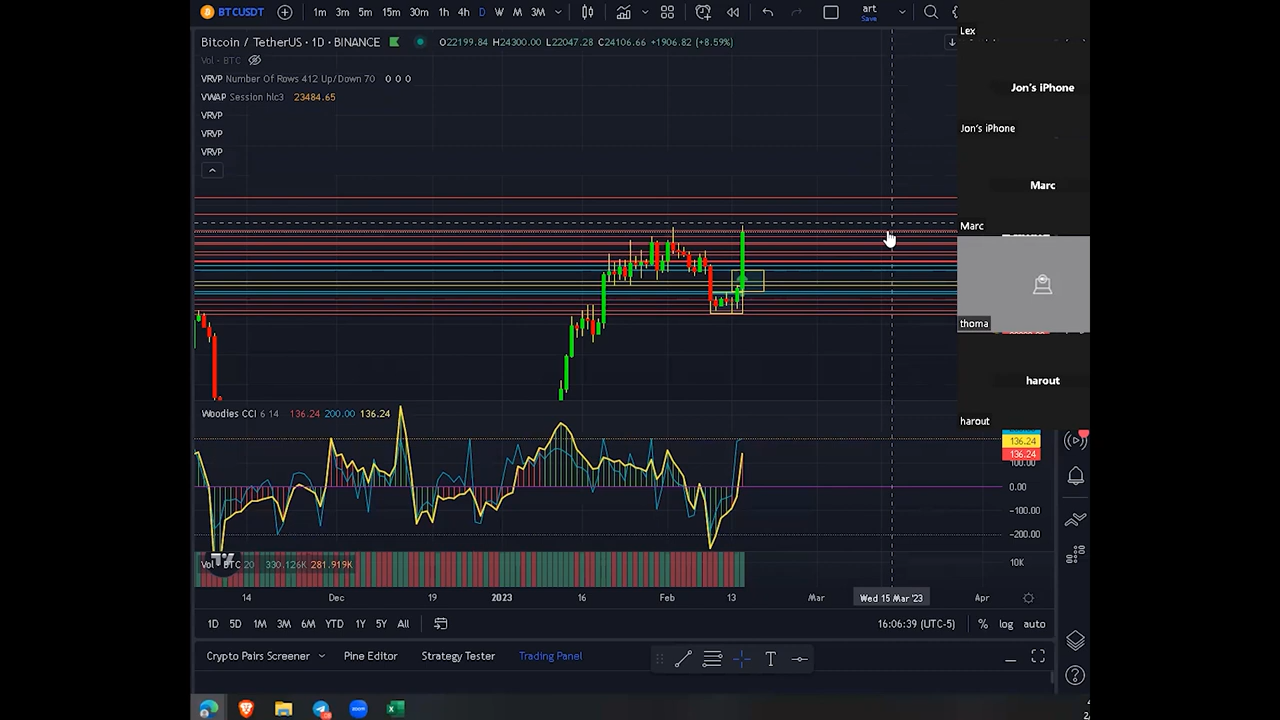 BTCUSDT 1m 3m 5m 15m 30m 1h 4h D W M 3M art
Save
Lex
Bitcoin / TetherUS · 1D · BINANCE O22199.84 H24300.00 L22047.28 C24106.66 +1906.82 (+8.59%)
Vol · BTC
VRVP Number Of Rows 412 Up/Down 70 0 0 0
Jon's iPhone
VWAP Session hlc3 23484.65
VRVP
Jon's iPhone
VRVP
VRVP
Marc
Marc
thoma
harout
Woodies CCI 6 14 136.24 200.00 136.24
harout
136.24
136.24
100.00
0.00
-100.00
-200.00
Vol · BTC 20 330.126K 281.919K
10K
14 Dec 19 2023 16 Feb 13 Mar Wed 15 Mar '23 Apr
1D 5D 1M 3M 6M YTD 1Y 5Y All 16:06:39 (UTC-5) % log auto
Crypto Pairs Screener Pine Editor Strategy Tester Trading Panel
zoom